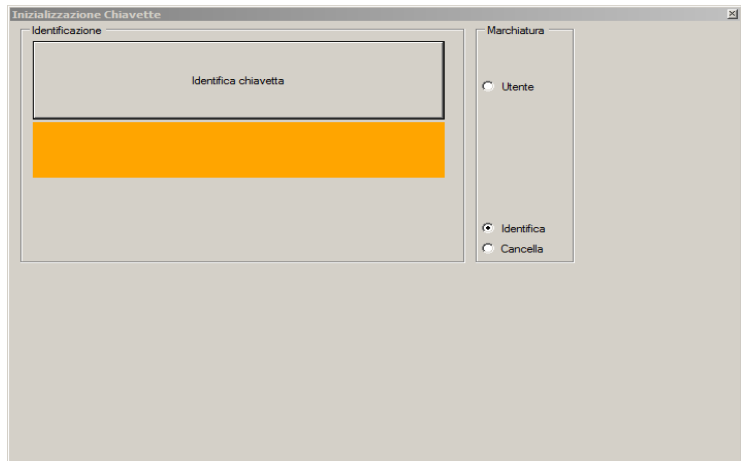 Inizializzazione Chiavette
Identificazione
Identifica chiavetta
Marchiatura
Utente
Identifica
Cancella